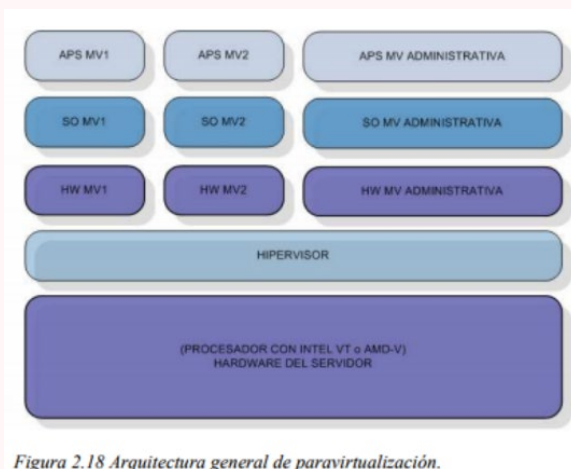 APS MV1 APS MV2 APS MV ADMINISTRATIVA
SO MV1 SO MV2 SO MV ADMINISTRATIVA
HW MV1 HW MV2 HW MV ADMINISTRATIVA
HIPERVISOR
(PROCESADOR CON INTEL VT o AMD-V)
HARDWARE DEL SERVIDOR
Figura 2.18 Arquitectura general de paravirtualización.